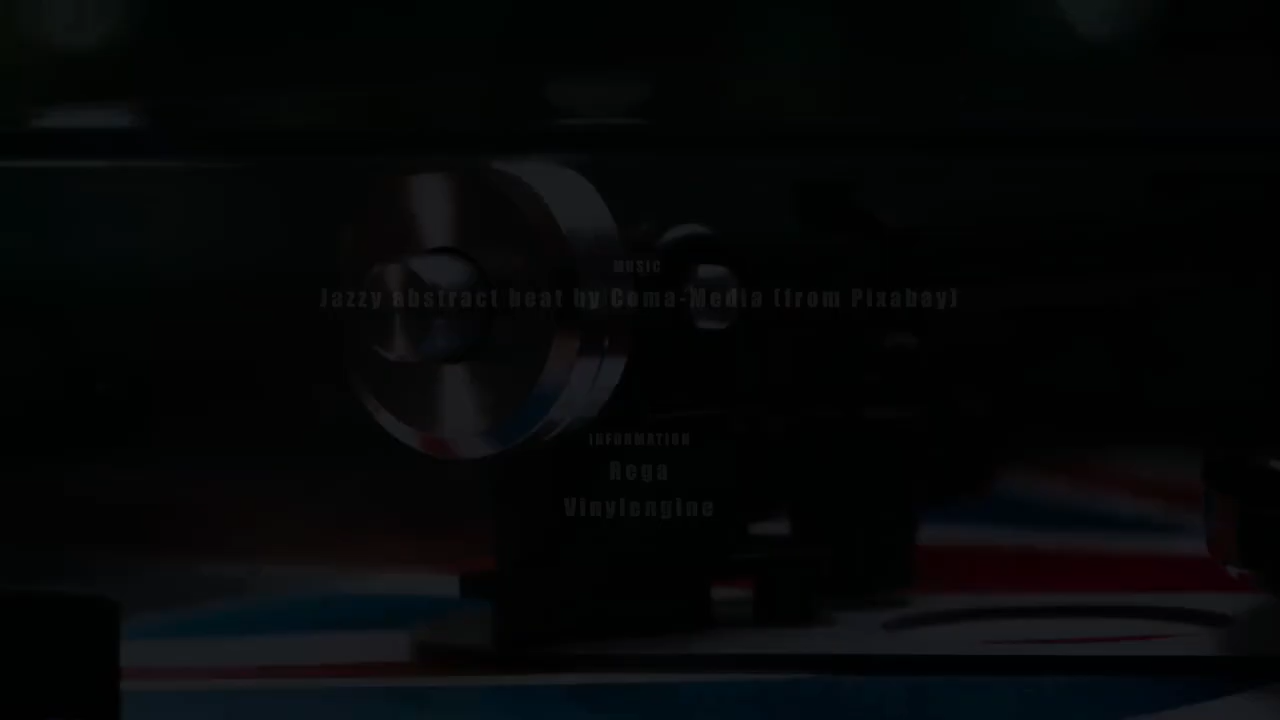 MUSIC
Jazzy abstract beat by Coma-Media (from Pixabay)
INFORMATION
Rega
Vinylengine